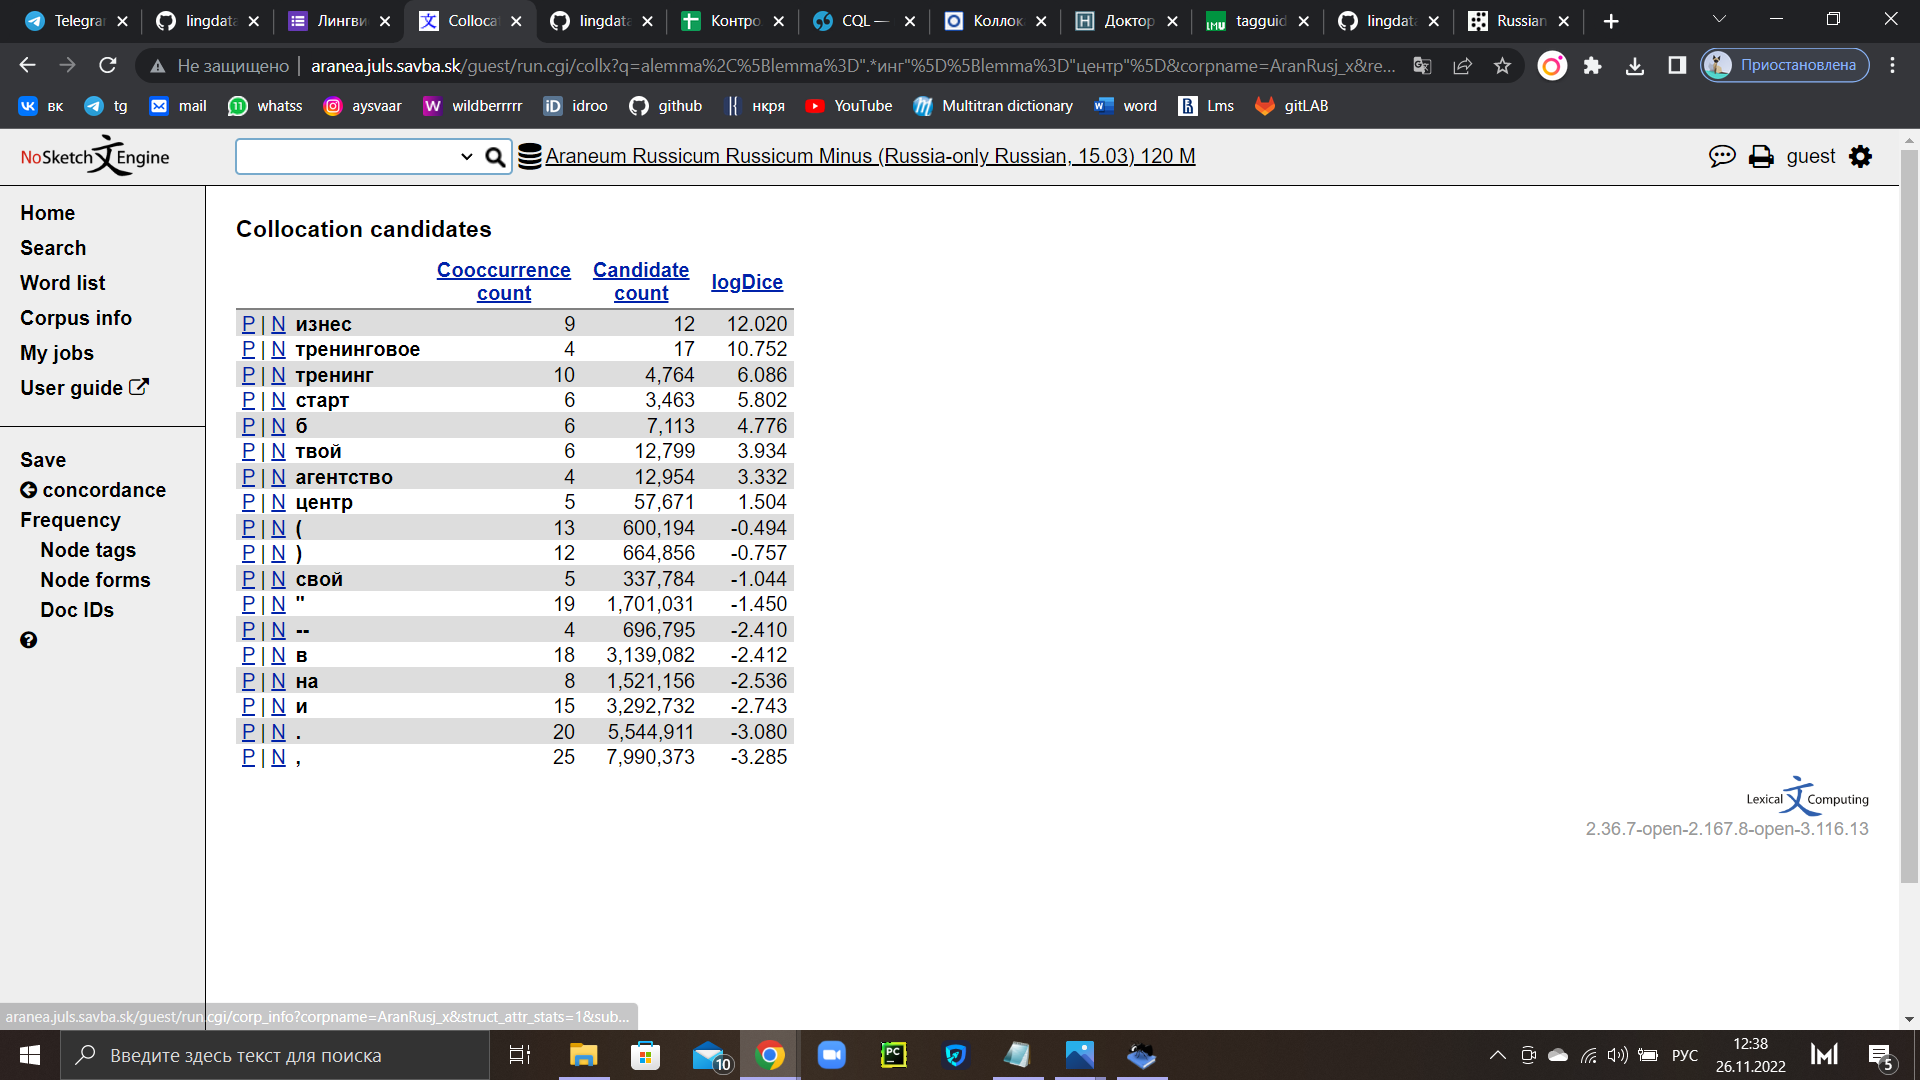 Telegrar
lingdata
Лингви
Colloca
lingdata
Контро
CQL —
Коллок
Доктор
tagguid
lingdata
Russian
Не защищено | aranea.juls.savba.sk/guest/run.cgi/collx?q=alemma%2C%5Blemma%3D".*инг"%5D%5Blemma%3D"центр"%5D&corpname=AranRusj_x&re...
Приостановлена
вк
tg
mail
whatss
aysvaar
wildberrrrr
idroo
github
нкря
YouTube
Multitran dictionary
word
Lms
gitLAB
NoSketch Engine
Araneum Russicum Russicum Minus (Russia-only Russian, 15.03) 120 M
guest
Home
Search
Word list
Corpus info
My jobs
User guide
Save
concordance
Frequency
Node tags
Node forms
Doc IDs
Collocation candidates
Cooccurrence count Candidate count logDice
P | N изнес 9 12 12.020
P | N тренинговое 4 17 10.752
P | N тренинг 10 4,764 6.086
P | N старт 6 3,463 5.802
P | N б 6 7,113 4.776
P | N твой 6 12,799 3.934
P | N агентство 4 12,954 3.332
P | N центр 5 57,671 1.504
P | N ( 13 600,194 -0.494
P | N ) 12 664,856 -0.757
P | N свой 5 337,784 -1.044
P | N " 19 1,701,031 -1.450
P | N -- 4 696,795 -2.410
P | N в 18 3,139,082 -2.412
P | N на 8 1,521,156 -2.536
P | N и 15 3,292,732 -2.743
P | N . 20 5,544,911 -3.080
P | N , 25 7,990,373 -3.285
Lexical Computing
2.36.7-open-2.167.8-open-3.116.13
aranea.juls.savba.sk/guest/run.cgi/corp_info?corpname=AranRusj_x&struct_attr_stats=1&sub...
Введите здесь текст для поиска
10
PC
РУС
12:38
26.11.2022
5